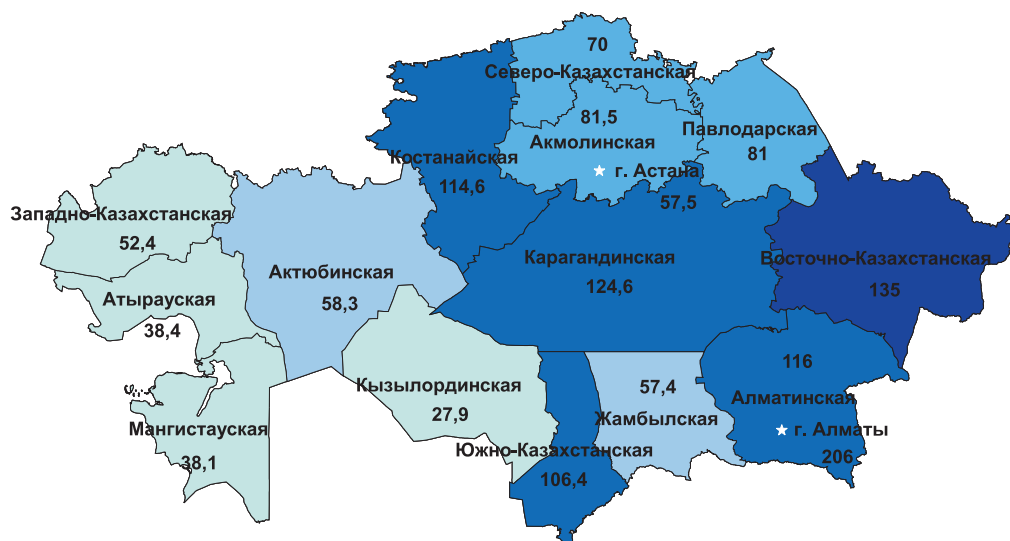 70
Северо-Казахстанская
81,5
Акмолинская
Павлодарская
81
Костанайская
114,6
г. Астана
57,5
Западно-Казахстанская
52,4
Актюбинская
58,3
Карагандинская
124,6
Восточно-Казахстанская
135
Атырауская
38,4
116
Алматинская
Кызылординская
27,9
57,4
Жамбылская
г. Алматы
206
Мангистауская
38,1
Южно-Казахстанская
106,4